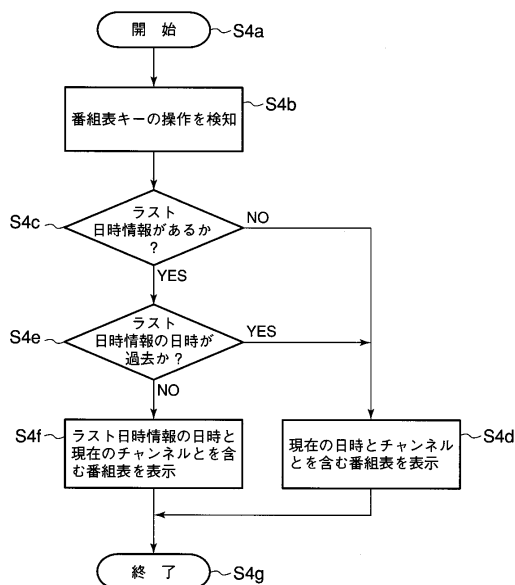 開 始
S4a
番組表キーの操作を検知
S4b
S4c
ラスト
日時情報があるか
?
NO
YES
S4e
ラスト
日時情報の日時が
過去か?
YES
NO
S4f
ラスト日時情報の日時と
現在のチャンネルとを含
む番組表を表示
現在の日時とチャンネル
とを含む番組表を表示
S4d
終 了
S4g